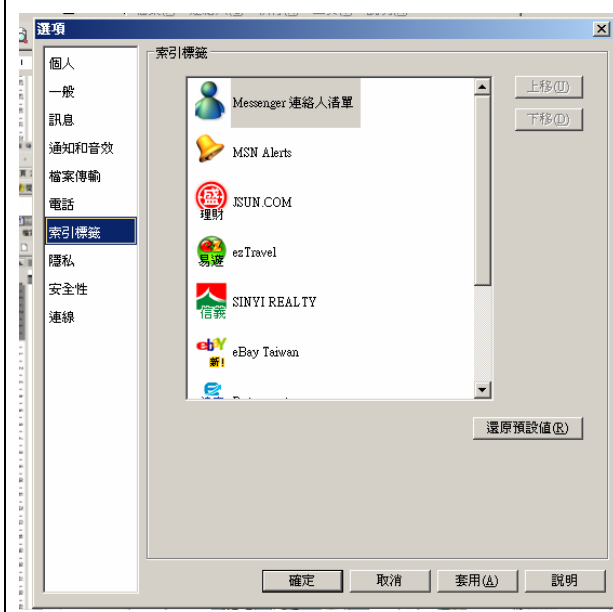 選項
個人
一般
訊息
通知和音效
檔案傳輸
電話
索引標籤
隱私
安全性
連線
索引標籤
Messenger 連絡人清單
MSN Alerts
盛
理財
JSUN.COM
易遊
ezTravel
信義
SINYI REALTY
ebY
新!
eBay Taiwan
上移(U)
下移(D)
還原預設值(R)
確定
取消
套用(A)
說明